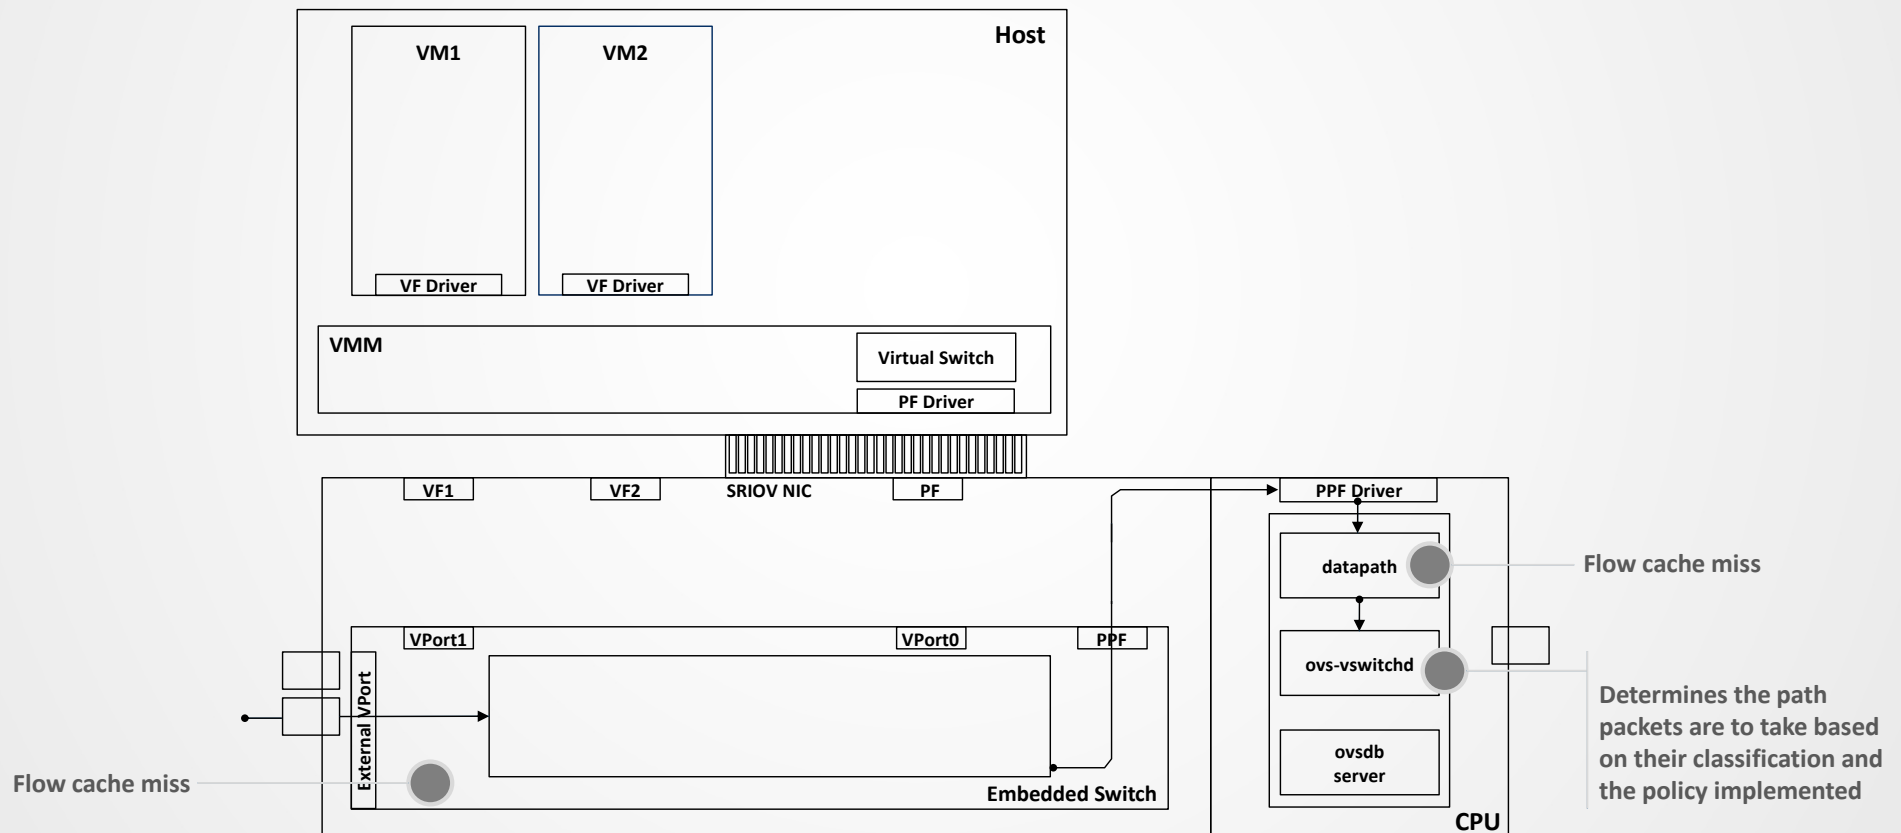 Host
VM1
VM2
VF Driver
VF Driver
VMM
Virtual Switch
PF Driver
VF1
VF2
SRIOV NIC
PF
PPF Driver
datapath
Flow cache miss
VPort1
VPort0
PPF
ovs-vswitchd
External VPort
Determines the path
packets are to take based
on their classification and
the policy implemented
ovsdb
server
Flow cache miss
Embedded Switch
CPU